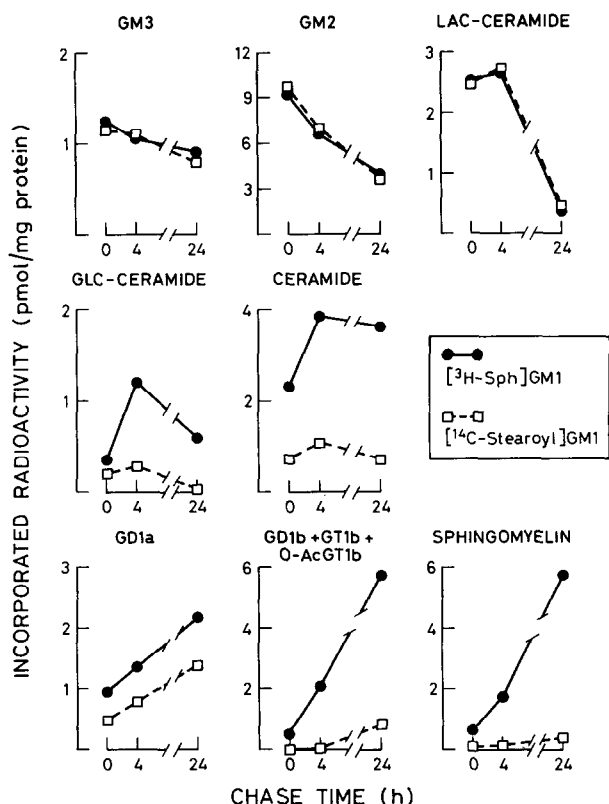 INCORPORATED RADIOACTIVITY (pmol/mg protein)
GM3
2
1
0 4 24
GM2
12
9
6
3
0 4 24
LAC-CERAMIDE
3
2
1
0 4 24
GLC-CERAMIDE
2
1
0 4 24
CERAMIDE
4
2
0 4 24
[³H-Sph]GM1
[¹⁴C-Stearoyl]GM1
GD1a
3
2
1
0 4 24
GD1b + GT1b +
O-AcGT1b
6
4
2
0 4 24
SPHINGOMYELIN
6
4
2
0 4 24
CHASE TIME (h)